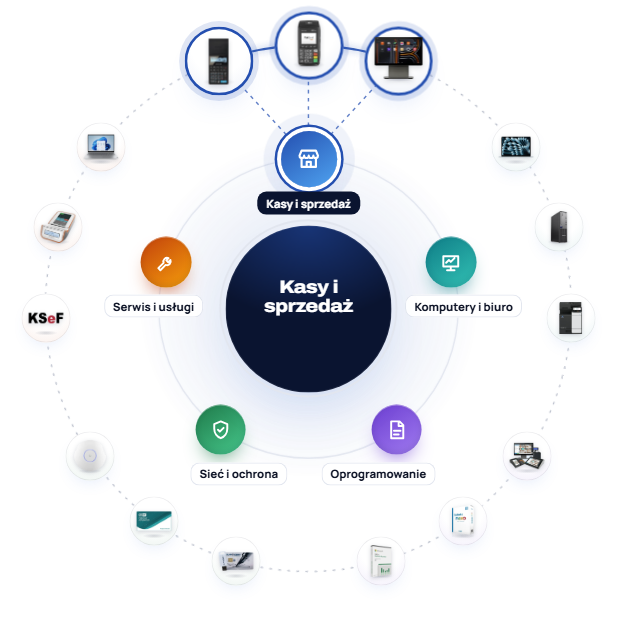 Kasy i sprzedaż
Kasy i
sprzedaż
Serwis i usługi
Komputery i biuro
KSeF
Sieć i ochrona
Oprogramowanie